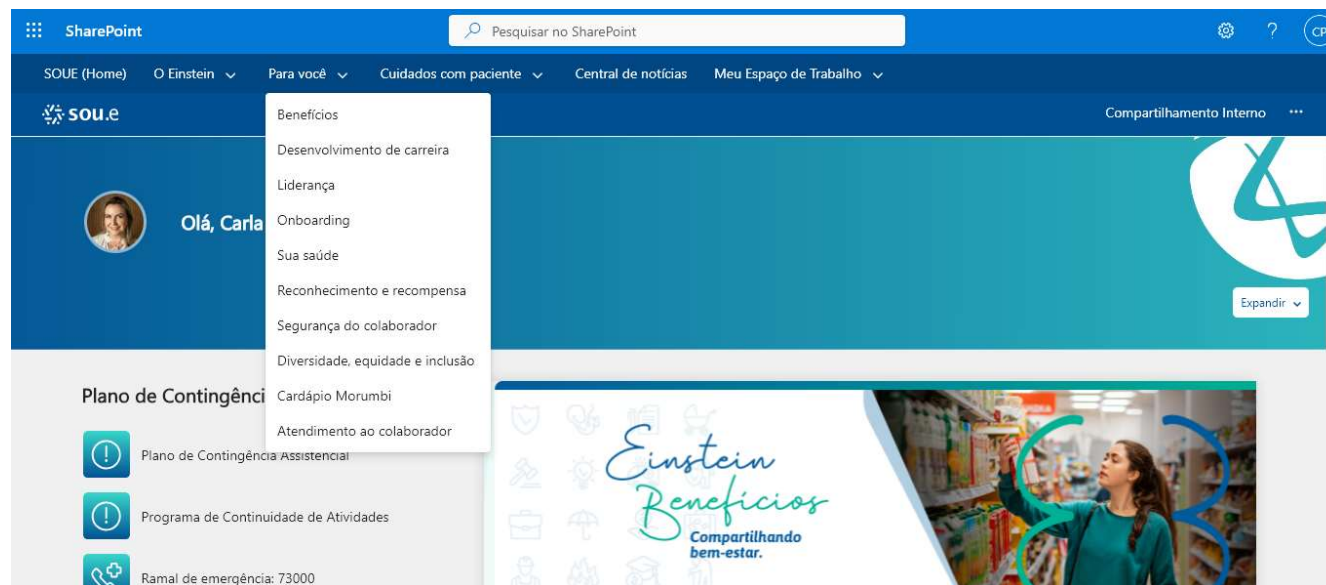 SharePoint
Pesquisar no SharePoint
?
CP
SOUE (Home) O Einstein Para você Cuidados com paciente Central de notícias Meu Espaço de Trabalho
sou.e
Compartilhamento Interno ...
Benefícios
Desenvolvimento de carreira
Liderança
Olá, Carla
Onboarding
Sua saúde
Reconhecimento e recompensa
Expandir
Segurança do colaborador
Diversidade, equidade e inclusão
Cardápio Morumbi
Atendimento ao colaborador
Plano de Contingênci
Plano de Contingência Assistencial
Programa de Continuidade de Atividades
Ramal de emergência: 73000
Einstein
Benefícios
Compartilhando
bem-estar.